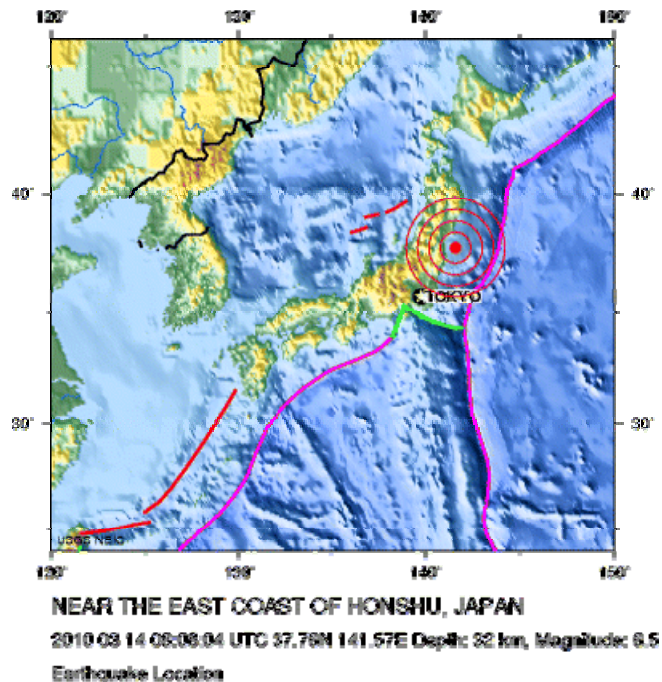 120° 130° 140° 150°
40° 40°
TOKYO
30° 30°
USGS NEIC
120° 130° 140° 150°
NEAR THE EAST COAST OF HONSHU, JAPAN
2010 03 14 08:08:04 UTC 37.78N 141.57E Depth: 32 km, Magnitude: 6.5
Earthquake Location